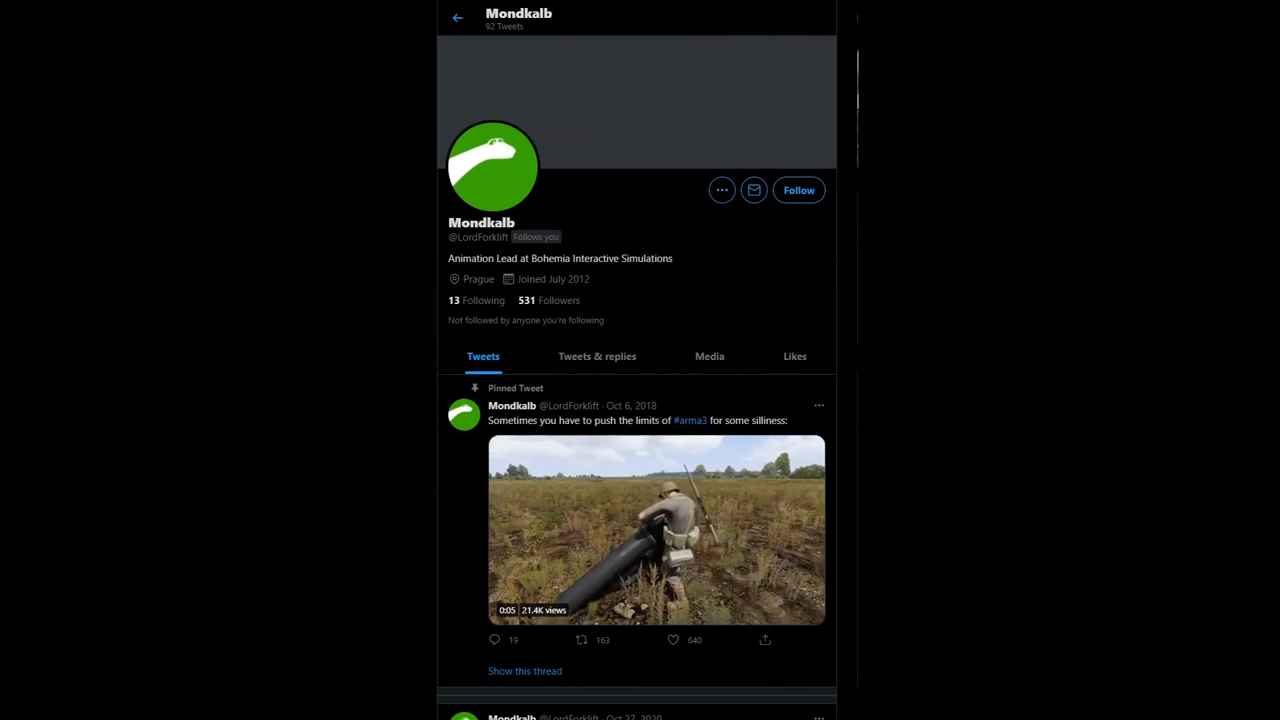 Mondkalb
92 Tweets
Follow
Mondkalb
@LordForklift Follows you
Animation Lead at Bohemia Interactive Simulations
Prague Joined July 2012
13 Following 531 Followers
Not followed by anyone you're following
Tweets Tweets & replies Media Likes
Pinned Tweet
Mondkalb @LordForklift · Oct 6, 2018
Sometimes you have to push the limits of #arma3 for some silliness:
0:05 21.4K views
19 163 640
Show this thread
Mondkalb @LordForklift · Oct 27, 2020